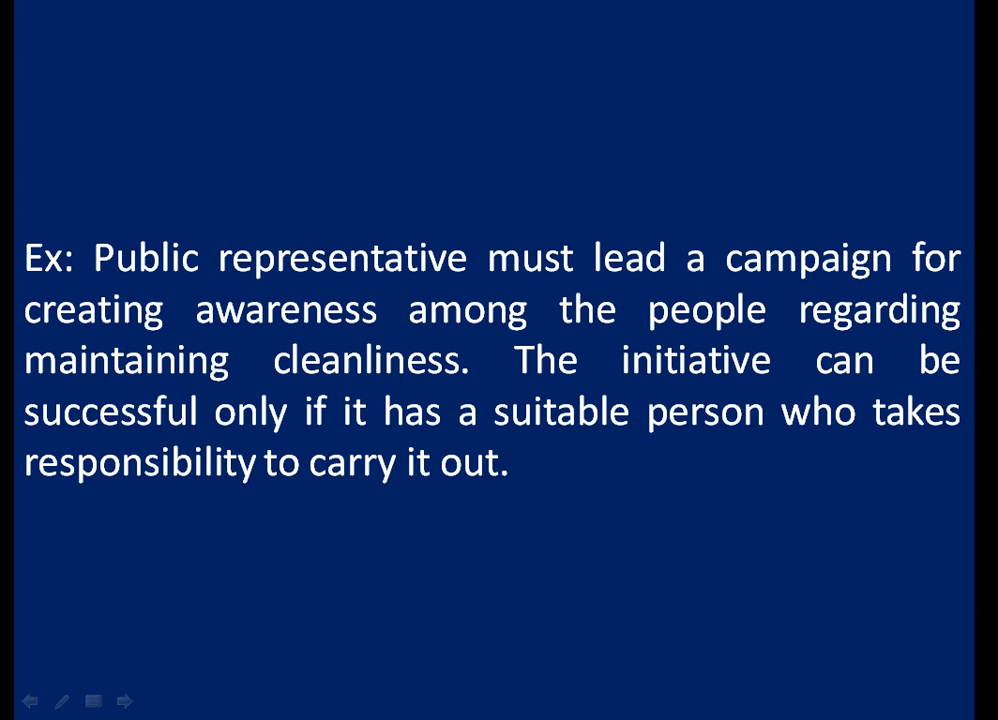 Ex: Public representative must lead a campaign for
creating awareness among the people regarding
maintaining cleanliness. The initiative can be
successful only if it has a suitable person who takes
responsibility to carry it out.